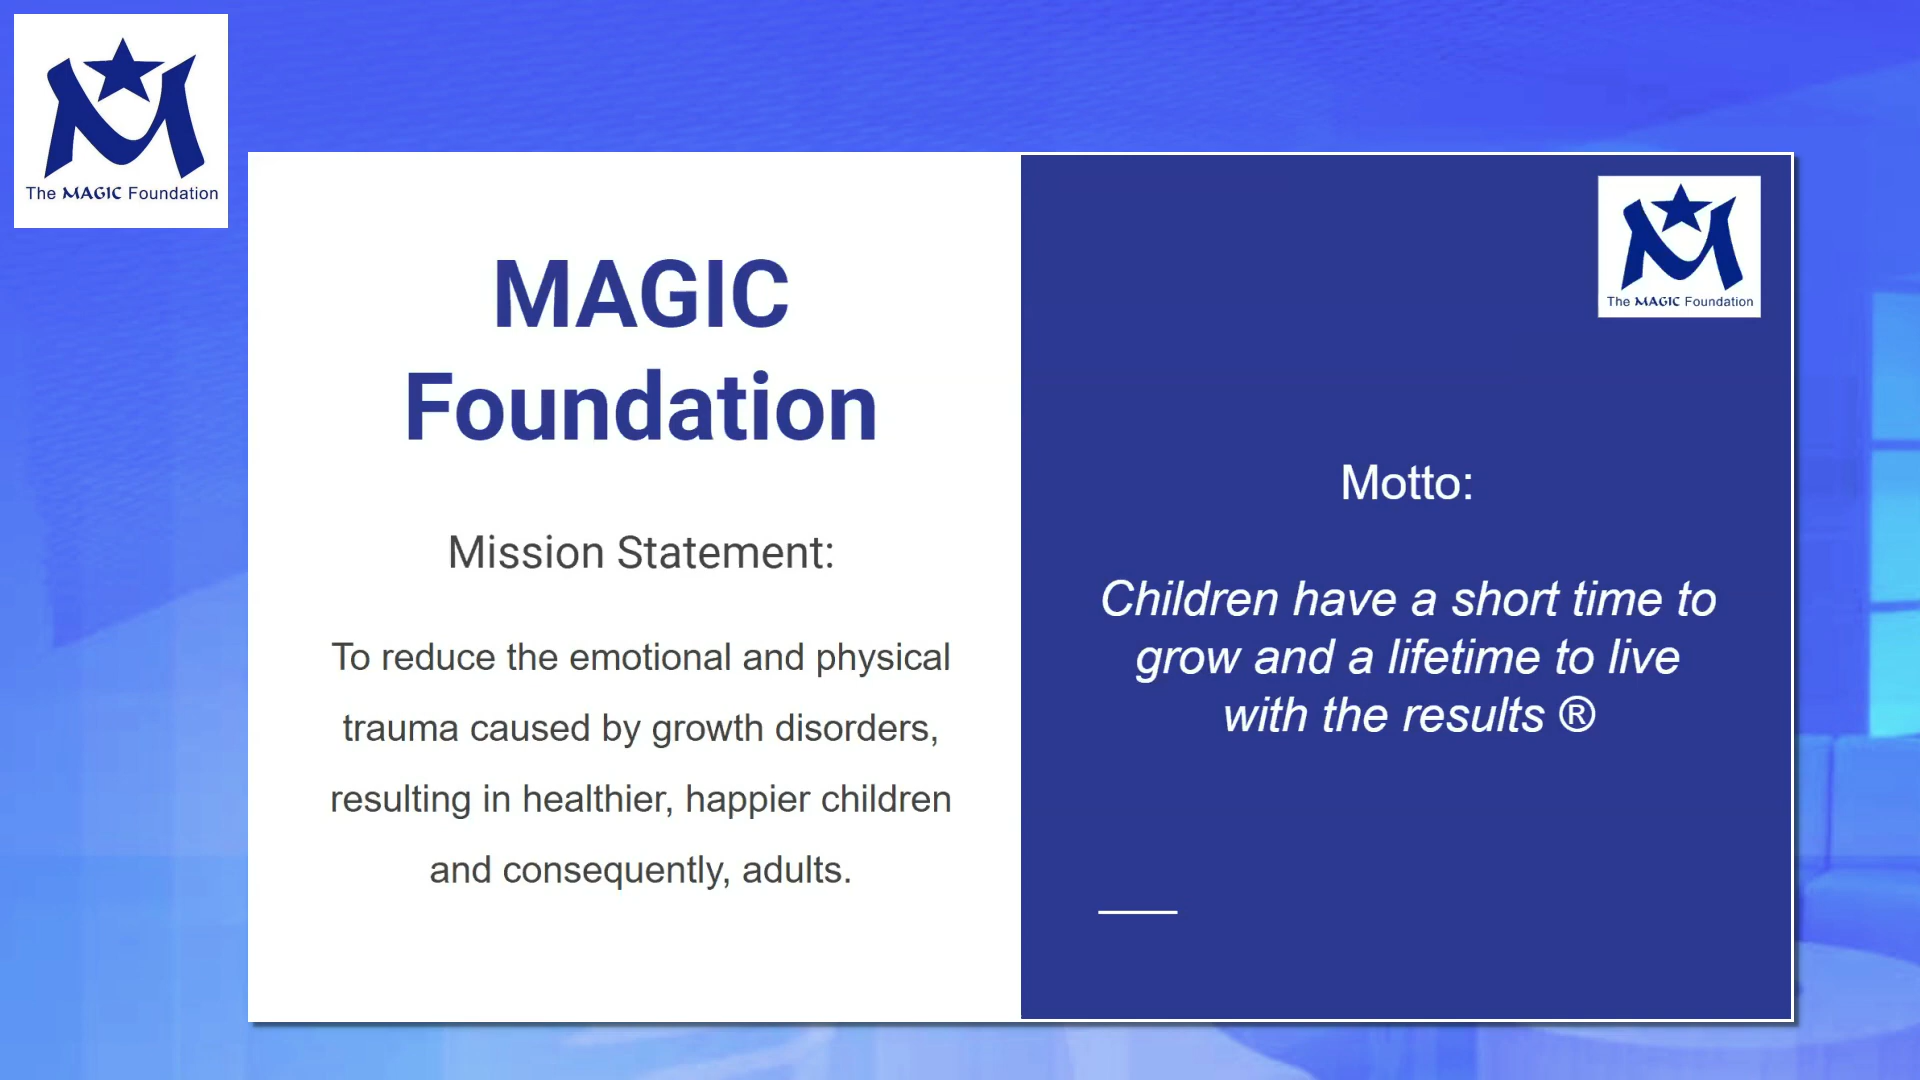 The MAGIC Foundation
MAGIC
Foundation
Mission Statement:
To reduce the emotional and physical
trauma caused by growth disorders,
resulting in healthier, happier children
and consequently, adults.
The MAGIC Foundation
Motto:
Children have a short time to
grow and a lifetime to live
with the results ®